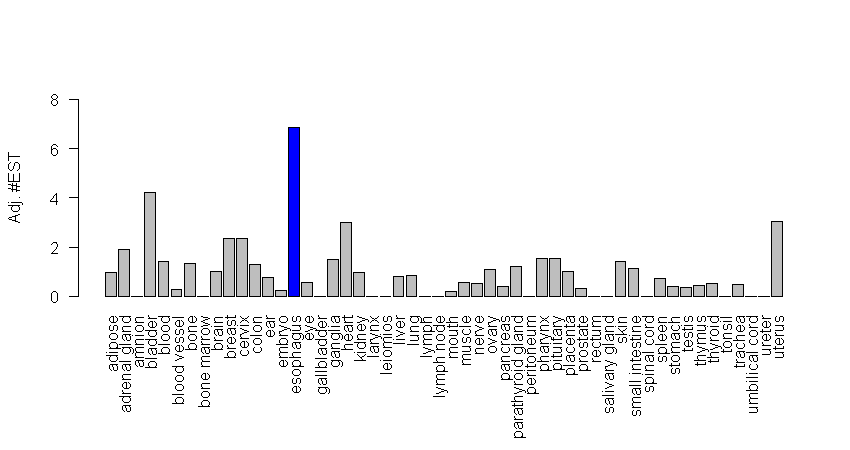 8
6
4
2
0
Adj. #EST
adipose
adrenal gland
amnion
bladder
blood
blood vessel
bone
bone marrow
brain
breast
cervix
colon
ear
embryo
esophagus
eye
gallbladder
ganglia
heart
kidney
larynx
leiomios
liver
lung
lymph
lymph node
mouth
muscle
nerve
ovary
pancreas
parathyroid gland
peritoneum
pharynx
pituitary
placenta
prostate
rectum
salivary gland
skin
small intestine
spinal cord
spleen
stomach
testis
thymus
thyroid
tonsil
trachea
umbilical cord
ureter
uterus